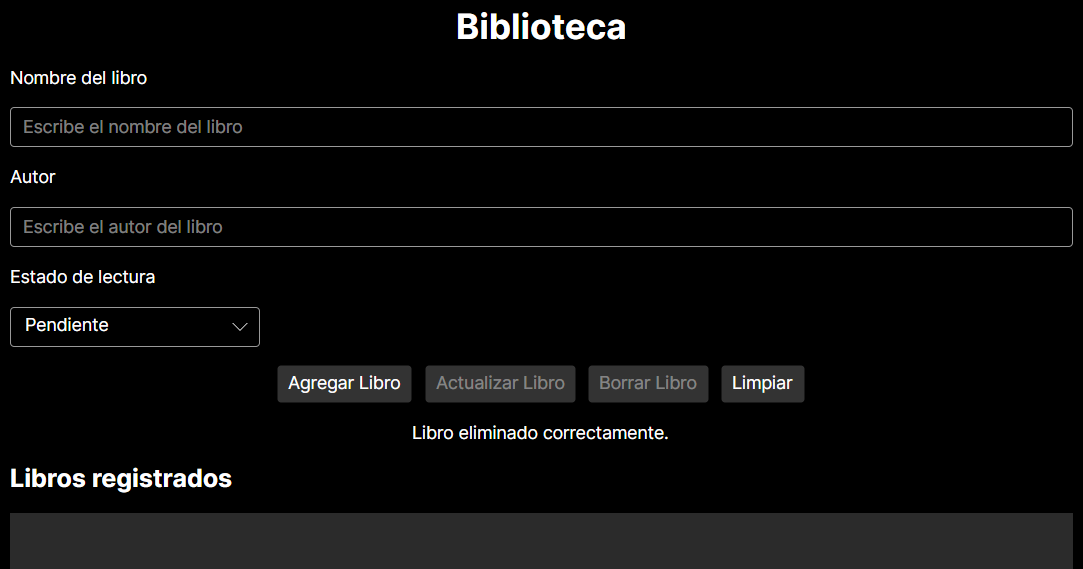 Biblioteca
Nombre del libro
Escribe el nombre del libro
Autor
Escribe el autor del libro
Estado de lectura
Pendiente
Agregar Libro Actualizar Libro Borrar Libro Limpiar
Libro eliminado correctamente.
Libros registrados